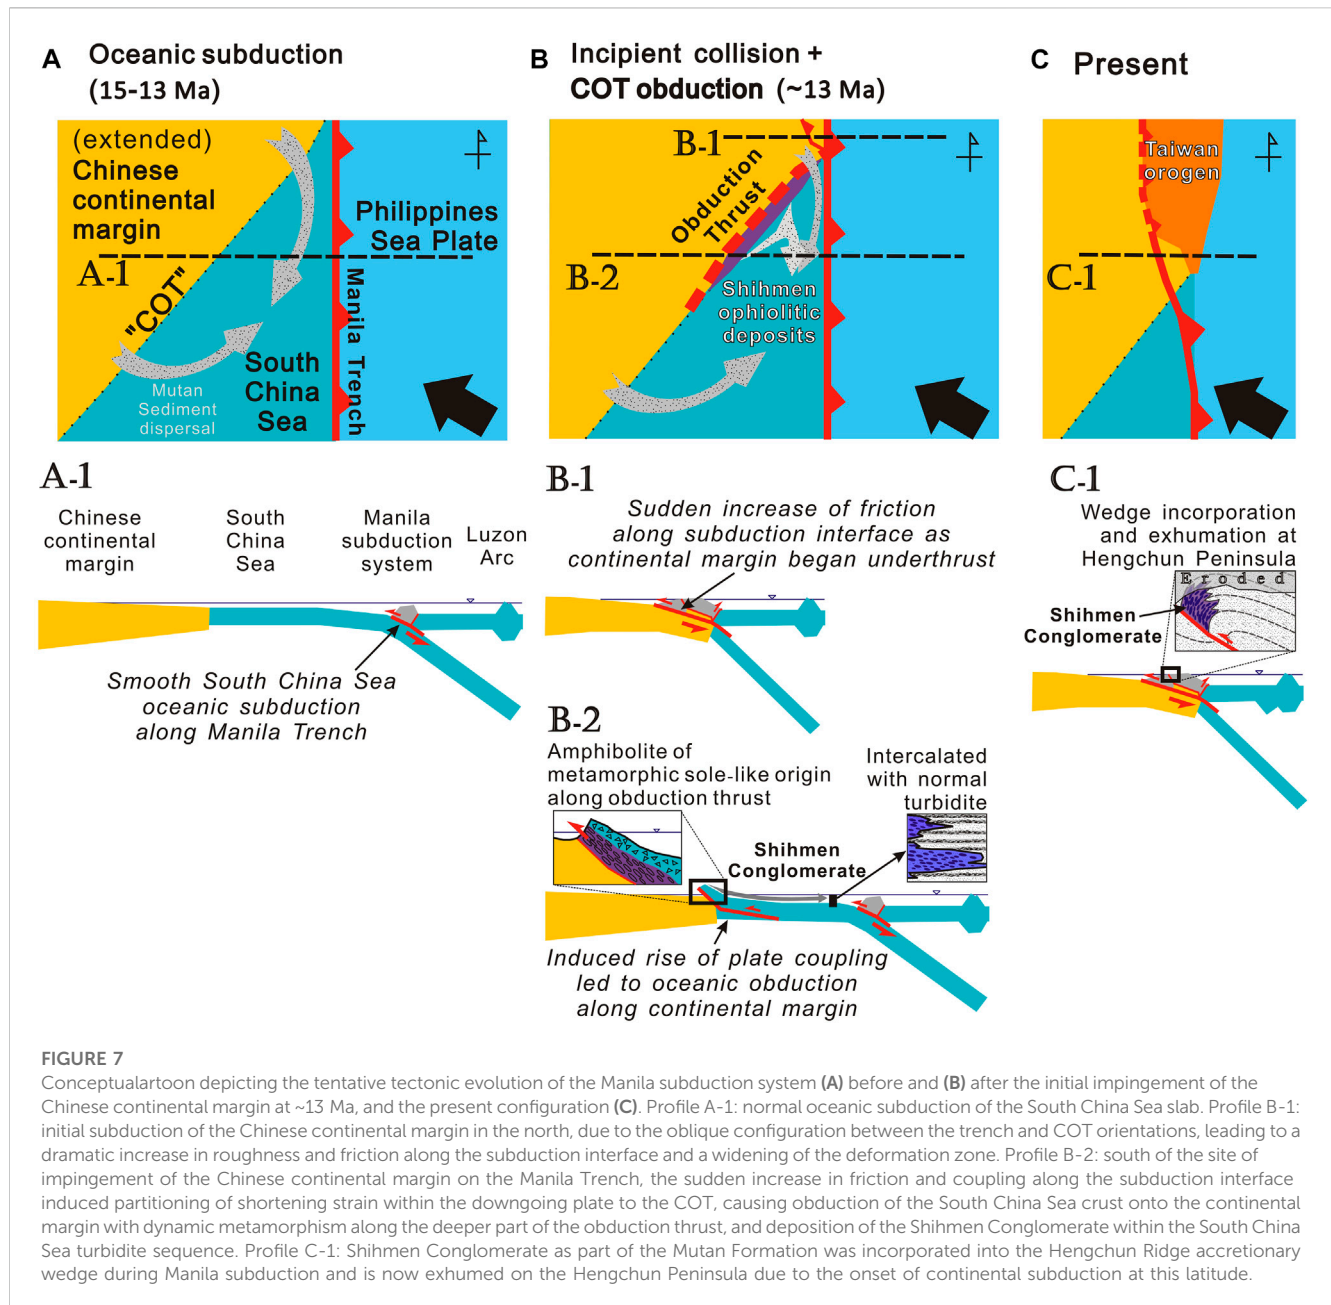 A Oceanic subduction
(15-13 Ma)
(extended)
Chinese
continental
margin
A-1
"COT"
Mutan
Sediment
dispersal
South
China
Sea
Manila Trench
Philippines
Sea Plate
B Incipient collision +
COT obduction (~13 Ma)
B-1
Obduction
Thrust
B-2
Shihmen
ophiolitic
deposits
C Present
Taiwan
orogen
C-1
A-1
Chinese
continental
margin
South
China
Sea
Manila
subduction
system
Luzon
Arc
Smooth South China Sea
oceanic subduction
along Manila Trench
B-1
Sudden increase of friction
along subduction interface as
continental margin began underthrust
B-2
Amphibolite of
metamorphic sole-like origin
along obduction thrust
Intercalated
with normal
turbidite
Shihmen
Conglomerate
Induced rise of plate coupling
led to oceanic obduction
along continental margin
C-1
Wedge incorporation
and exhumation at
Hengchun Peninsula
Eroded
Shihmen
Conglomerate
FIGURE 7
Conceptualartoon depicting the tentative tectonic evolution of the Manila subduction system (A) before and (B) after the initial impingement of the
Chinese continental margin at ~13 Ma, and the present configuration (C). Profile A-1: normal oceanic subduction of the South China Sea slab. Profile B-1:
initial subduction of the Chinese continental margin in the north, due to the oblique configuration between the trench and COT orientations, leading to a
dramatic increase in roughness and friction along the subduction interface and a widening of the deformation zone. Profile B-2: south of the site of
impingement of the Chinese continental margin on the Manila Trench, the sudden increase in friction and coupling along the subduction interface
induced partitioning of shortening strain within the downgoing plate to the COT, causing obduction of the South China Sea crust onto the continental
margin with dynamic metamorphism along the deeper part of the obduction thrust, and deposition of the Shihmen Conglomerate within the South China
Sea turbidite sequence. Profile C-1: Shihmen Conglomerate as part of the Mutan Formation was incorporated into the Hengchun Ridge accretionary
wedge during Manila subduction and is now exhumed on the Hengchun Peninsula due to the onset of continental subduction at this latitude.